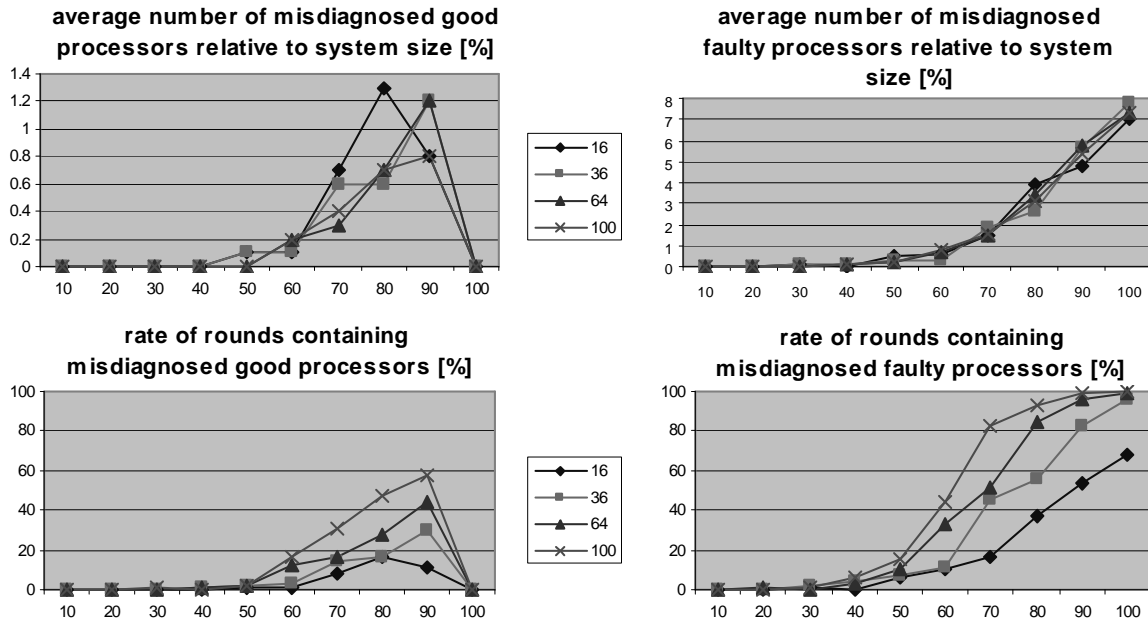 average number of misdiagnosed good
processors relative to system size [%]
1.4
1.2
1
0.8
0.6
0.4
0.2
0
10 20 30 40 50 60 70 80 90 100
16
36
64
100
average number of misdiagnosed
faulty processors relative to system
size [%]
8
7
6
5
4
3
2
1
0
10 20 30 40 50 60 70 80 90 100
rate of rounds containing
misdiagnosed good processors [%]
100
80
60
40
20
0
10 20 30 40 50 60 70 80 90 100
16
36
64
100
rate of rounds containing
misdiagnosed faulty processors [%]
100
80
60
40
20
0
10 20 30 40 50 60 70 80 90 100